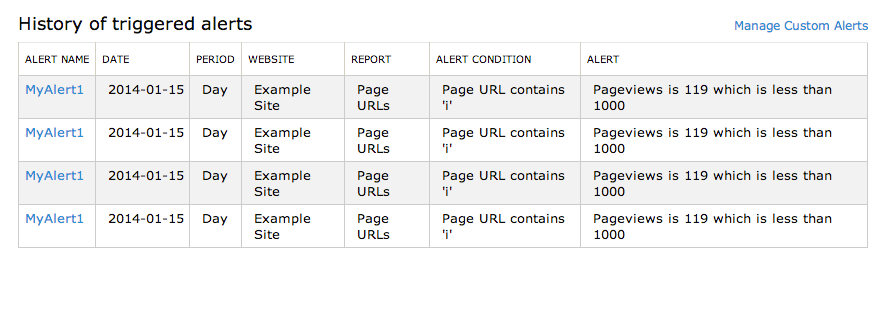 History of triggered alerts
Manage Custom Alerts
ALERT NAME DATE PERIOD WEBSITE REPORT ALERT CONDITION ALERT
MyAlert1 2014-01-15 Day Example Page Page URL contains Pageviews is 119 which is less than
Site URLs 'i' 1000
MyAlert1 2014-01-15 Day Example Page Page URL contains Pageviews is 119 which is less than
Site URLs 'i' 1000
MyAlert1 2014-01-15 Day Example Page Page URL contains Pageviews is 119 which is less than
Site URLs 'i' 1000
MyAlert1 2014-01-15 Day Example Page Page URL contains Pageviews is 119 which is less than
Site URLs 'i' 1000